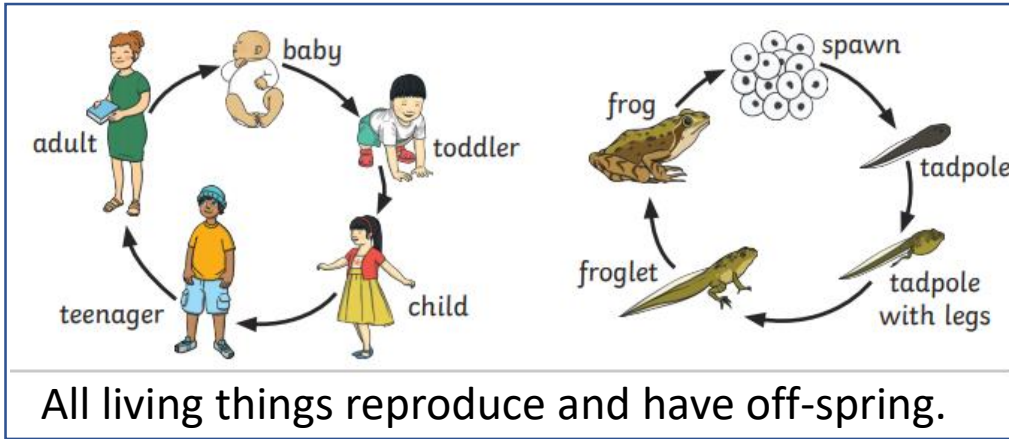 baby
adult
toddler
teenager
child
spawn
frog
tadpole
froglet
tadpole
with legs
All living things reproduce and have off-spring.